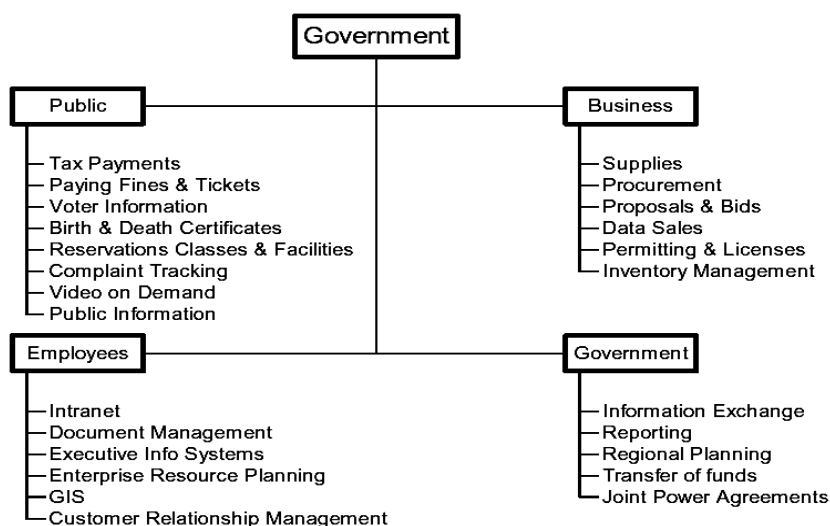 Government
Public
Tax Payments
Paying Fines & Tickets
Voter Information
Birth & Death Certificates
Reservations Classes & Facilities
Complaint Tracking
Video on Demand
Public Information
Business
Supplies
Procurement
Proposals & Bids
Data Sales
Permitting & Licenses
Inventory Management
Employees
Intranet
Document Management
Executive Info Systems
Enterprise Resource Planning
GIS
Customer Relationship Management
Government
Information Exchange
Reporting
Regional Planning
Transfer of funds
Joint Power Agreements